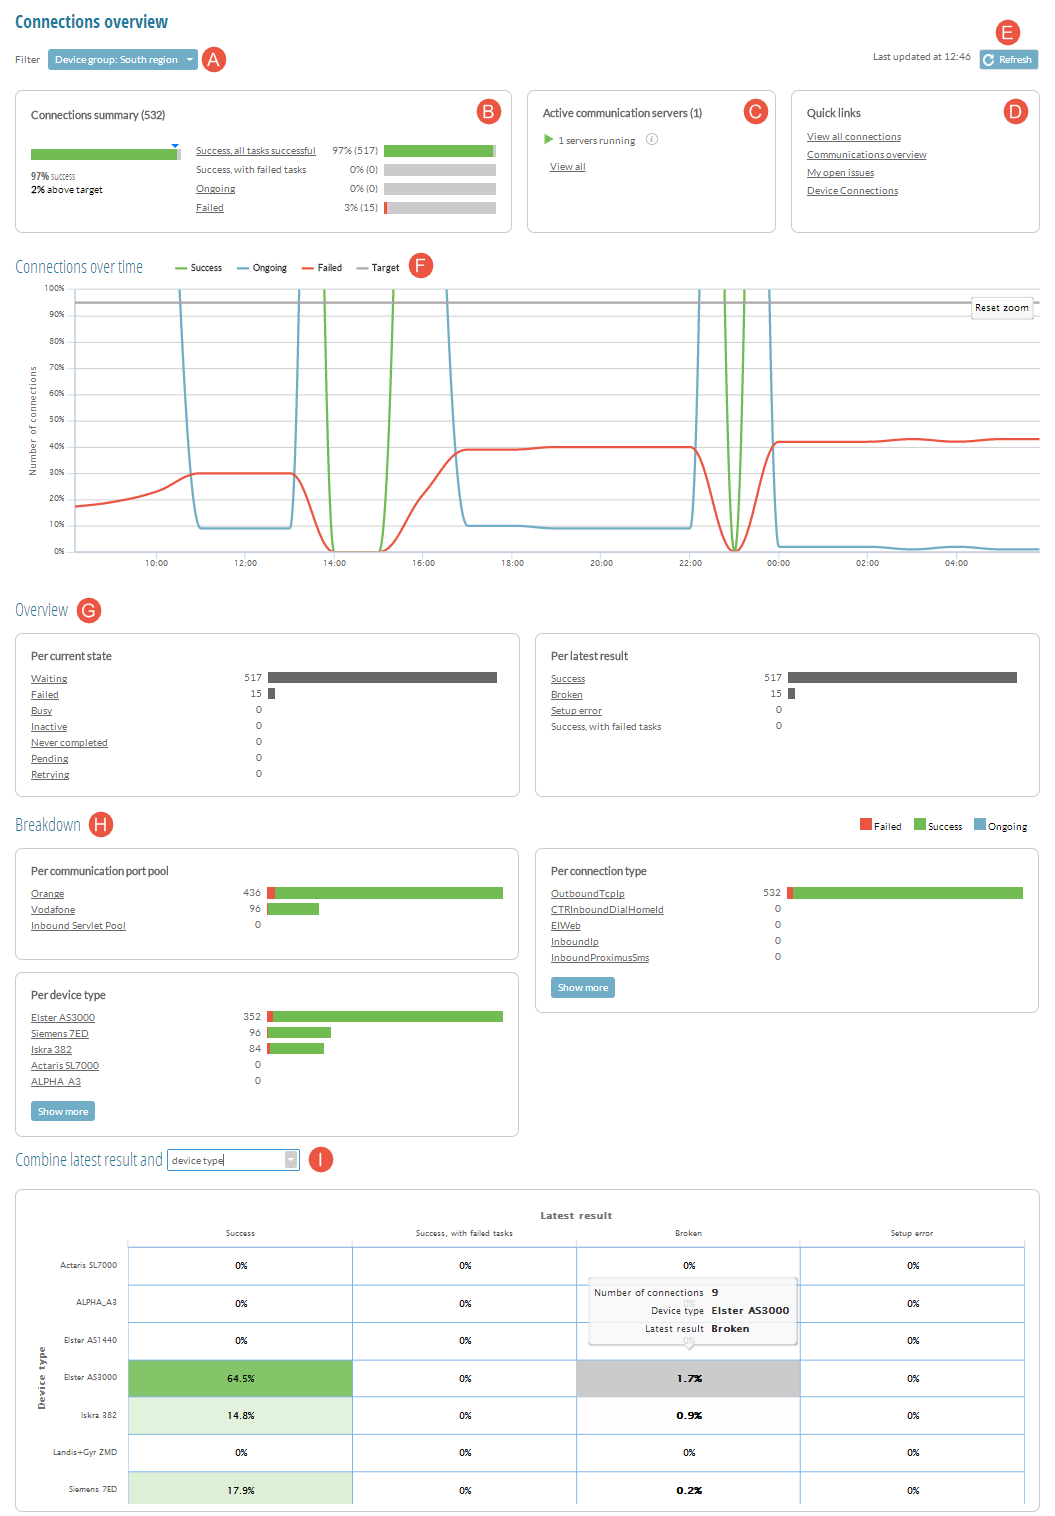 Connections overview
E
Filter Device group: South region A
Last updated at 12:46 Refresh
Connections summary (532) B
97% success
2% above target
Success, all tasks successful 97% (517)
Success, with failed tasks 0% (0)
Ongoing 0% (0)
Failed 3% (15)
Active communication servers (1) C
1 servers running i
View all
Quick links D
View all connections
Communications overview
My open issues
Device Connections
Connections over time
Success Ongoing Failed Target F
Reset zoom
Number of connections
100%
90%
80%
70%
60%
50%
40%
30%
20%
10%
0%
10:00 12:00 14:00 16:00 18:00 20:00 22:00 00:00 02:00 04:00
Overview G
Per current state
Waiting 517
Failed 15
Busy 0
Inactive 0
Never completed 0
Pending 0
Retrying 0
Per latest result
Success 517
Broken 15
Setup error 0
Success, with failed tasks 0
Breakdown H
Failed Success Ongoing
Per communication port pool
Orange 436
Vodafone 96
Inbound Servlet Pool 0
Per connection type
OutboundTcpIp 532
CTRInboundDialHomeId 0
EIWeb 0
InboundIp 0
InboundProximusSms 0
Show more
Per device type
Elster AS3000 352
Siemens 7ED 96
Iskra 382 84
Actaris SL7000 0
ALPHA_A3 0
Show more
Combine latest result and device type I
Latest result
Success Success, with failed tasks Broken Setup error
Device type
Actaris SL7000 0% 0% 0% 0%
ALPHA_A3 0% 0% 0% 0%
Elster AS1440 0% 0% 0% 0%
Elster AS3000 64.5% 0% 1.7% 0%
Iskra 382 14.8% 0% 0.9% 0%
Landis+Gyr ZMD 0% 0% 0% 0%
Siemens 7ED 17.9% 0% 0.2% 0%
Number of connections 9
Device type Elster AS3000
Latest result Broken